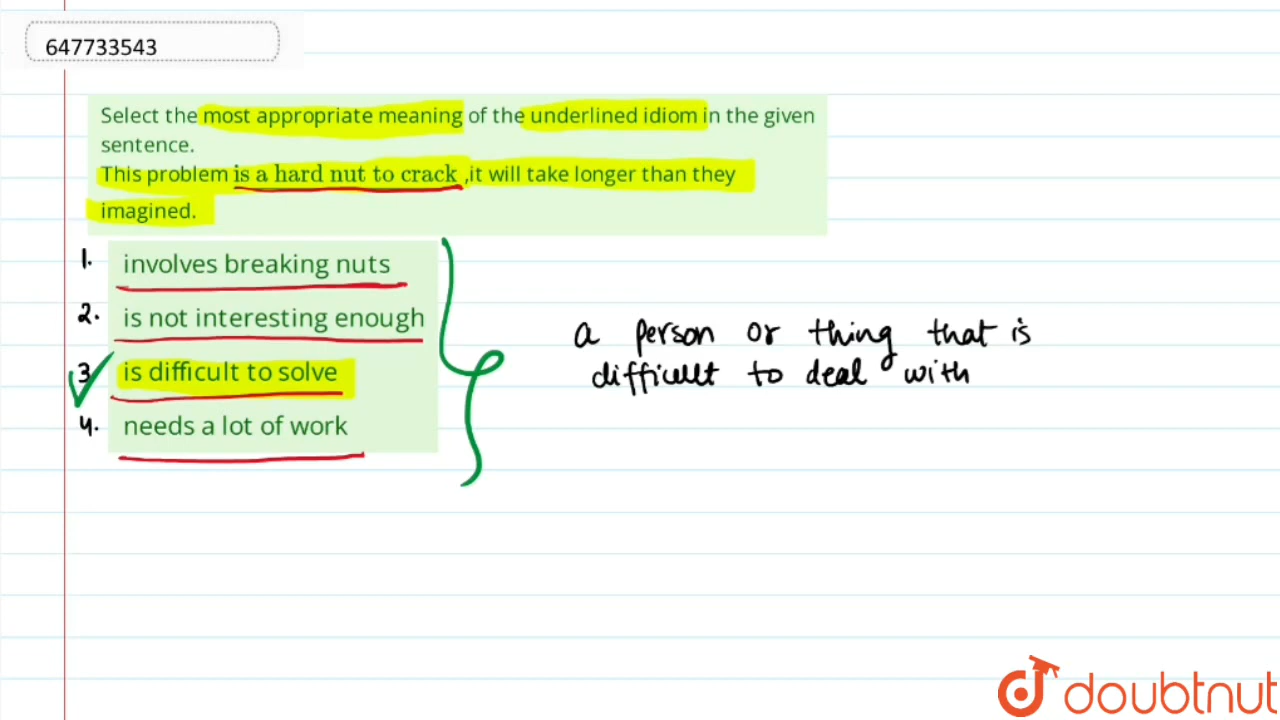 647733543
Select the most appropriate meaning of the underlined idiom in the given
sentence.
This problem is a hard nut to crack ,it will take longer than they
imagined.
1. involves breaking nuts
2. is not interesting enough
3 is difficult to solve
4. needs a lot of work
a person or thing that is
difficult to deal with
doubtnut